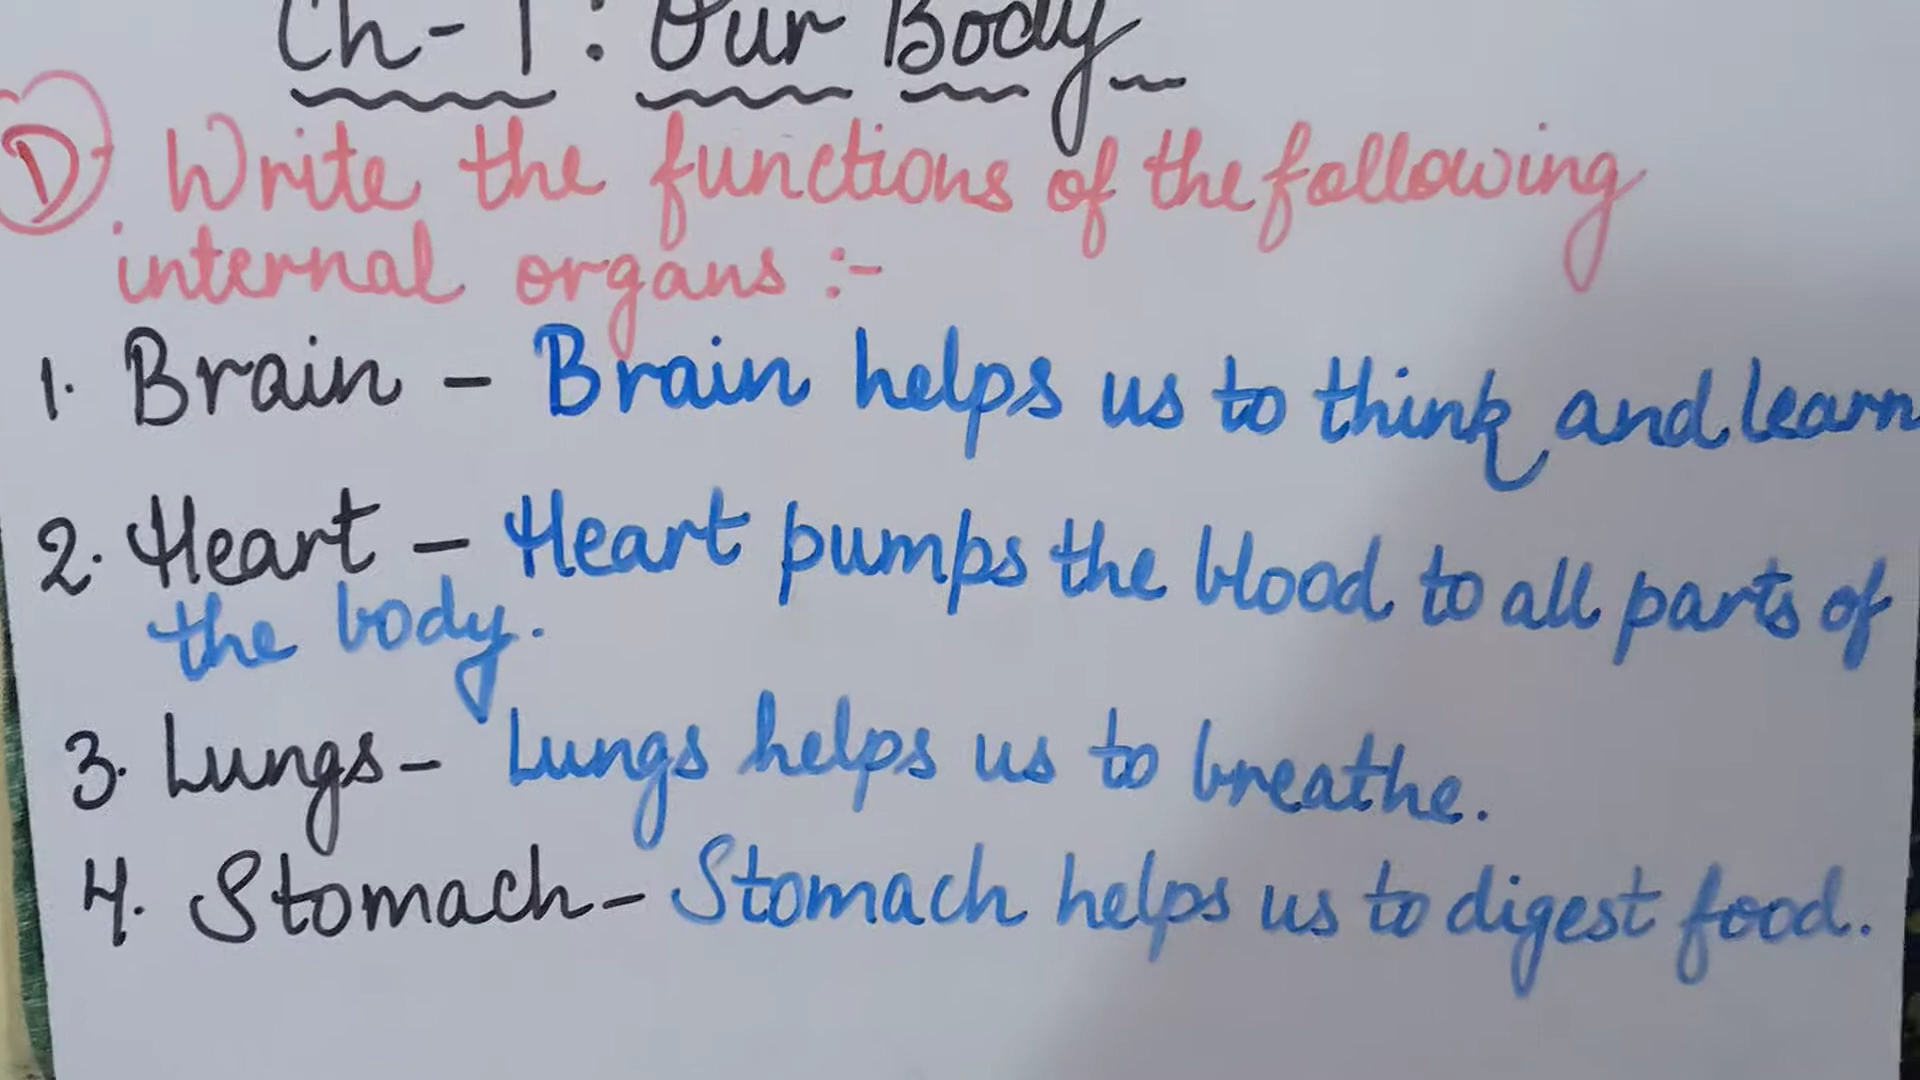 Ch-1: Our Body
D. Write the functions of the following
internal organs :-
1. Brain - Brain helps us to think and learn
2. Heart - Heart pumps the blood to all parts of
the body.
3. Lungs - Lungs helps us to breathe.
4. Stomach - Stomach helps us to digest food.